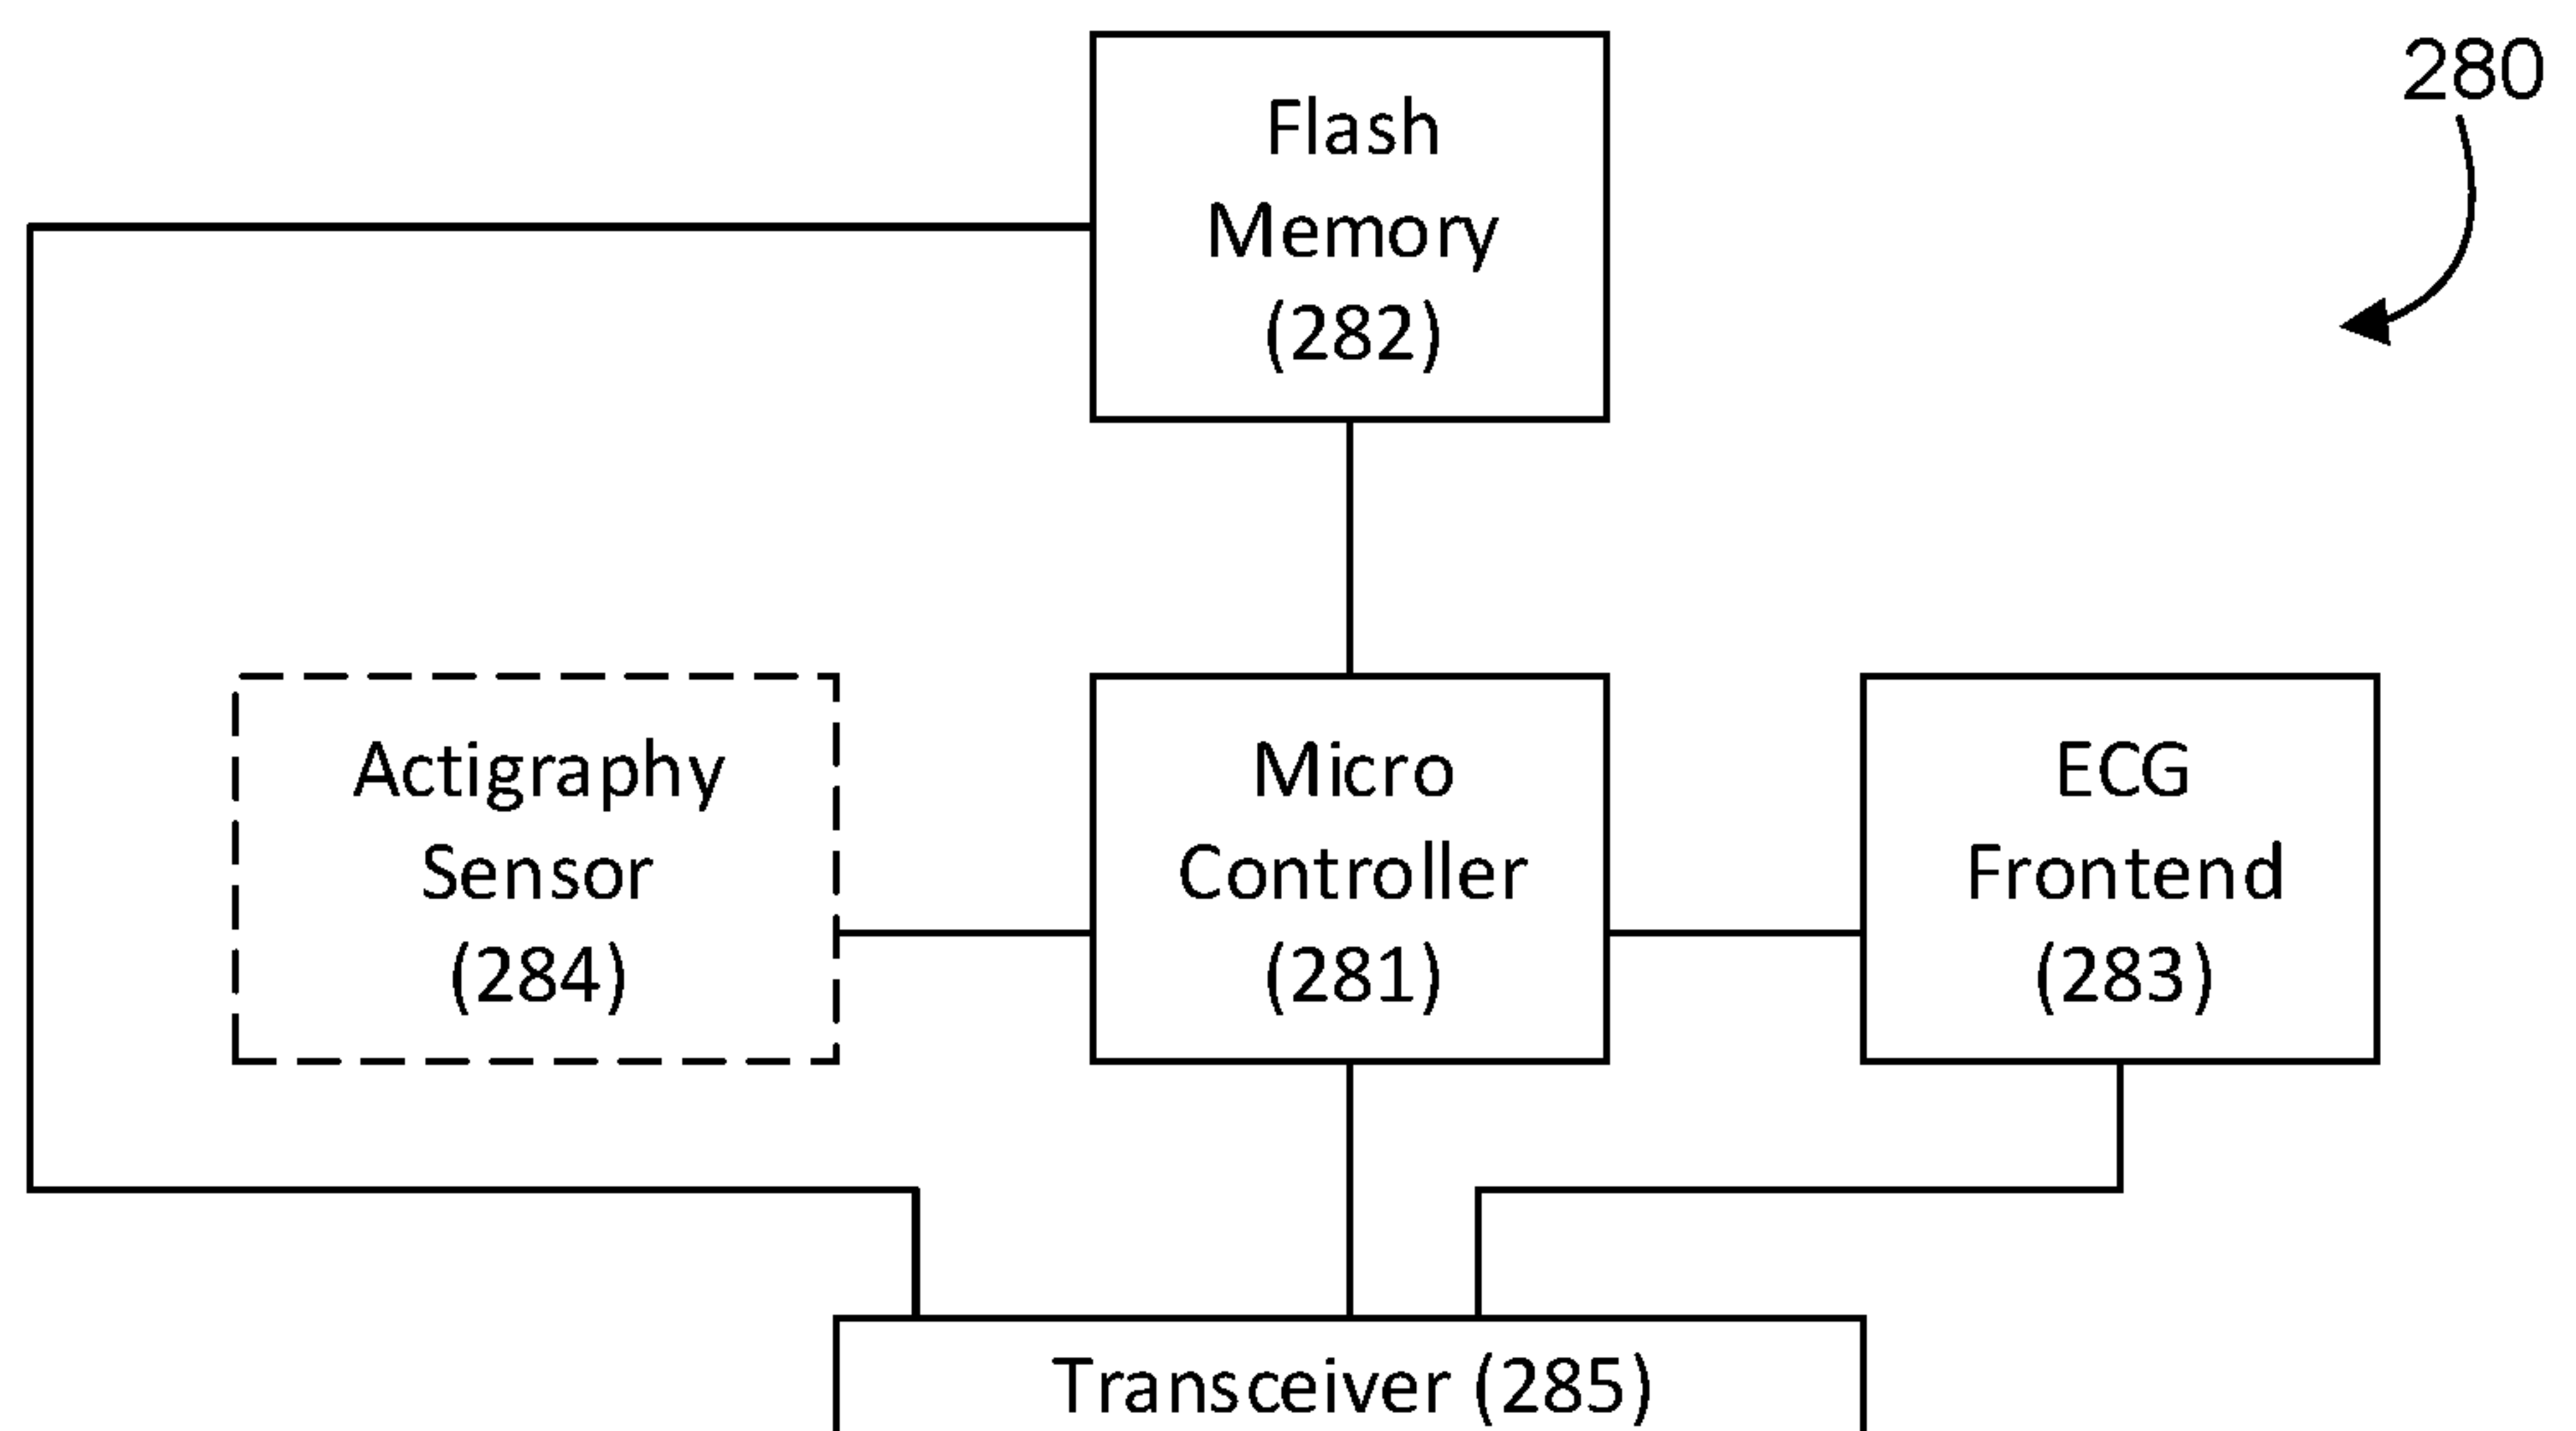 280
Flash
Memory
(282)
Actigraphy
Sensor
(284)
Micro
Controller
(281)
ECG
Frontend
(283)
Transceiver (285)